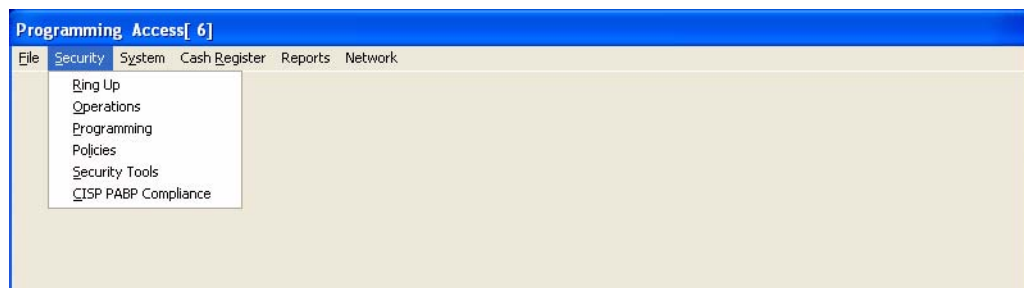 Programming Access[ 6]
File Security System Cash Register Reports Network
Ring Up
Operations
Programming
Policies
Security Tools
CISP PABP Compliance